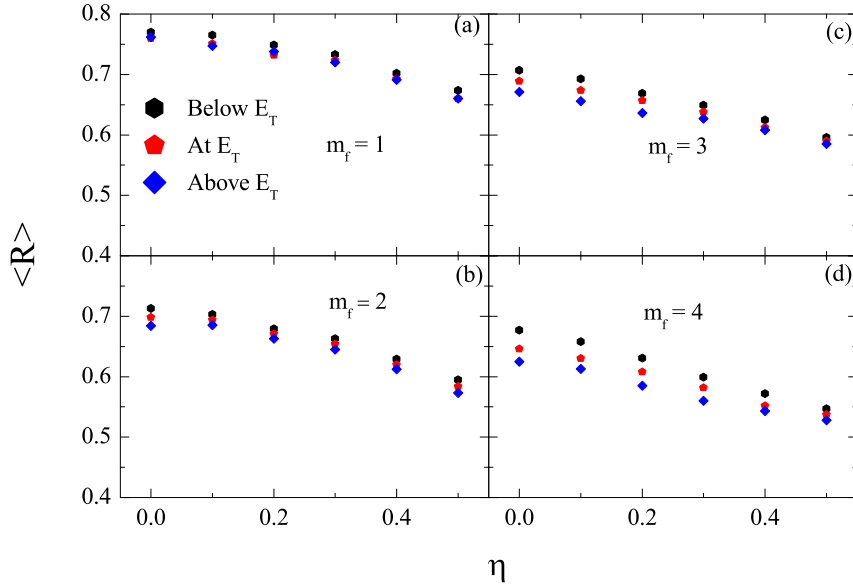 0.8
(a)
(c)
0.7
Below E_T
0.6
At E_T
m_f = 1
m_f = 3
Above E_T
0.5
<R>
0.4
(b)
(d)
m_f = 2
m_f = 4
0.7
0.6
0.5
0.4
0.0
0.2
0.4
0.0
0.2
0.4
η